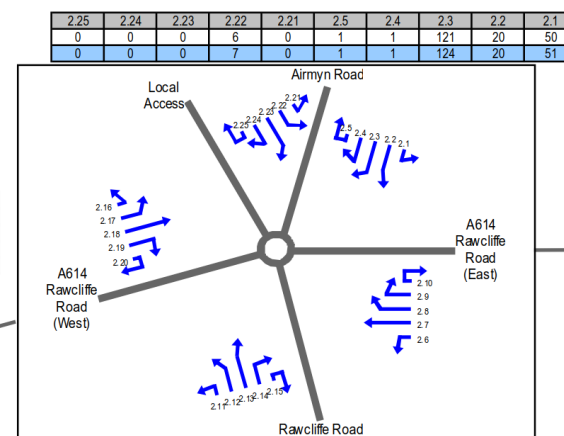 2.25 2.24 2.23 2.22 2.21 2.5 2.4 2.3 2.2 2.1
0 0 0 6 0 1 1 121 20 50
0 0 0 7 0 1 1 124 20 51
Airmyn Road
Local
Access
2.25 2.24 2.23 2.22 2.21
2.5 2.4 2.3 2.2 2.1
2.16
2.17
2.18
2.19
2.20
A614
Rawcliffe
Road
(West)
A614
Rawcliffe
Road
(East)
2.10
2.9
2.8
2.7
2.6
2.11 2.12 2.13 2.14 2.15
Rawcliffe Road